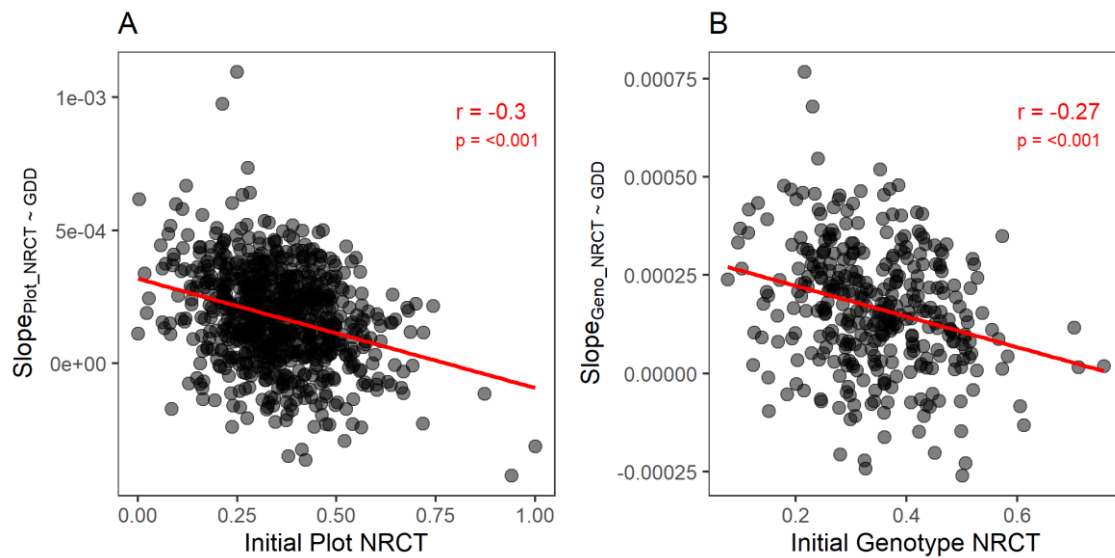 A
r = -0.3
p = <0.001
1e-03
5e-04
0e+00
SlopePlot_NRCT ~ GDD
0.00 0.25 0.50 0.75 1.00
Initial Plot NRCT
B
r = -0.27
p = <0.001
0.00075
0.00050
0.00025
0.00000
-0.00025
SlopeGeno_NRCT ~ GDD
0.2 0.4 0.6
Initial Genotype NRCT